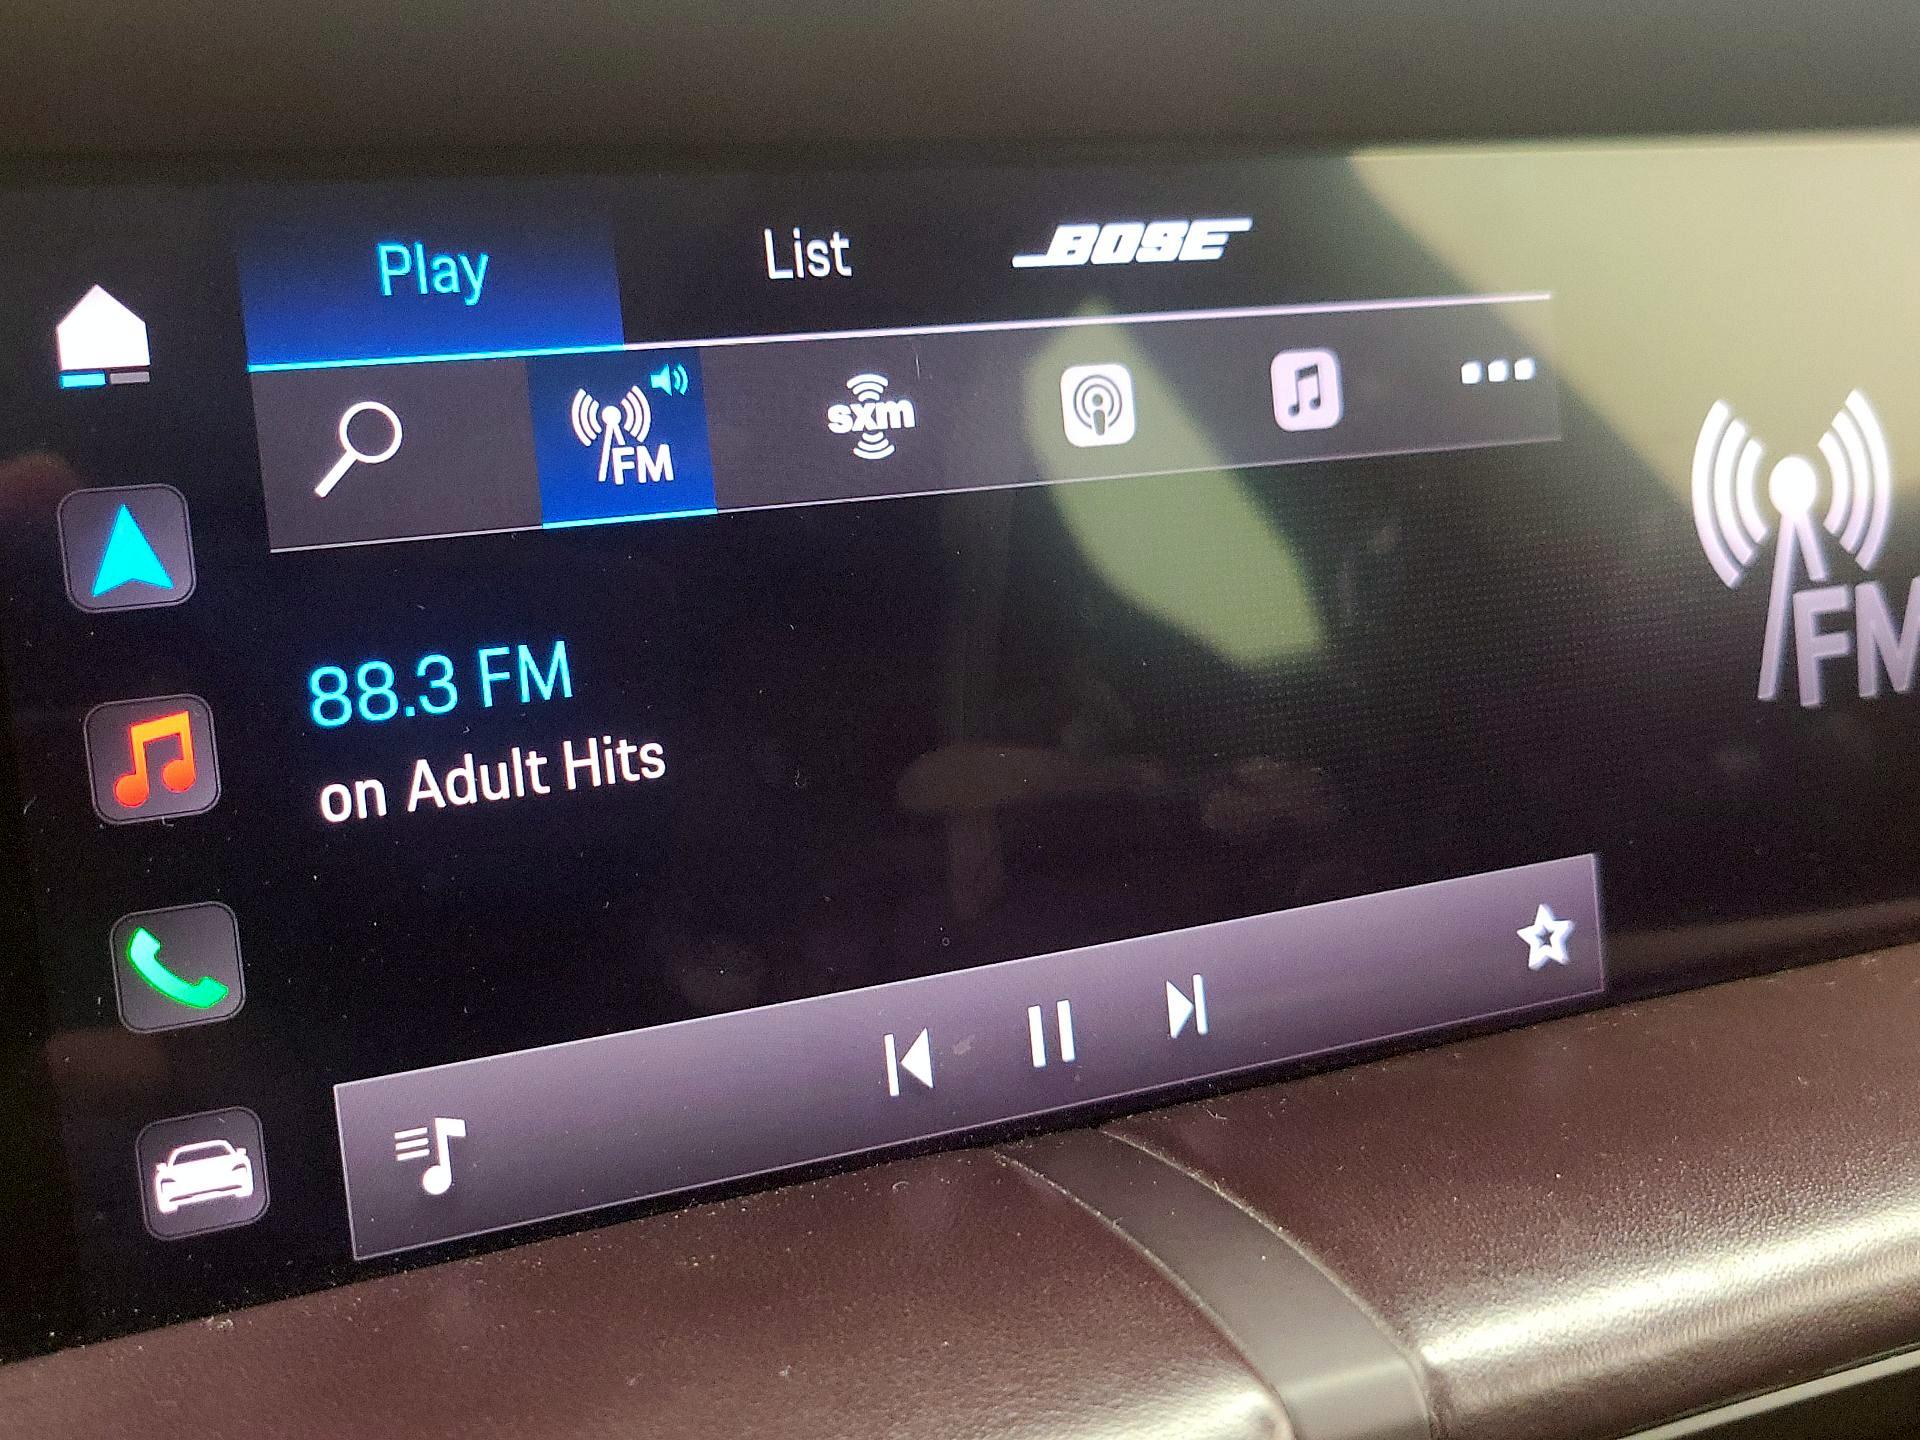 Play
List
BOSE
FM
sxm
FM
88.3 FM
on Adult Hits